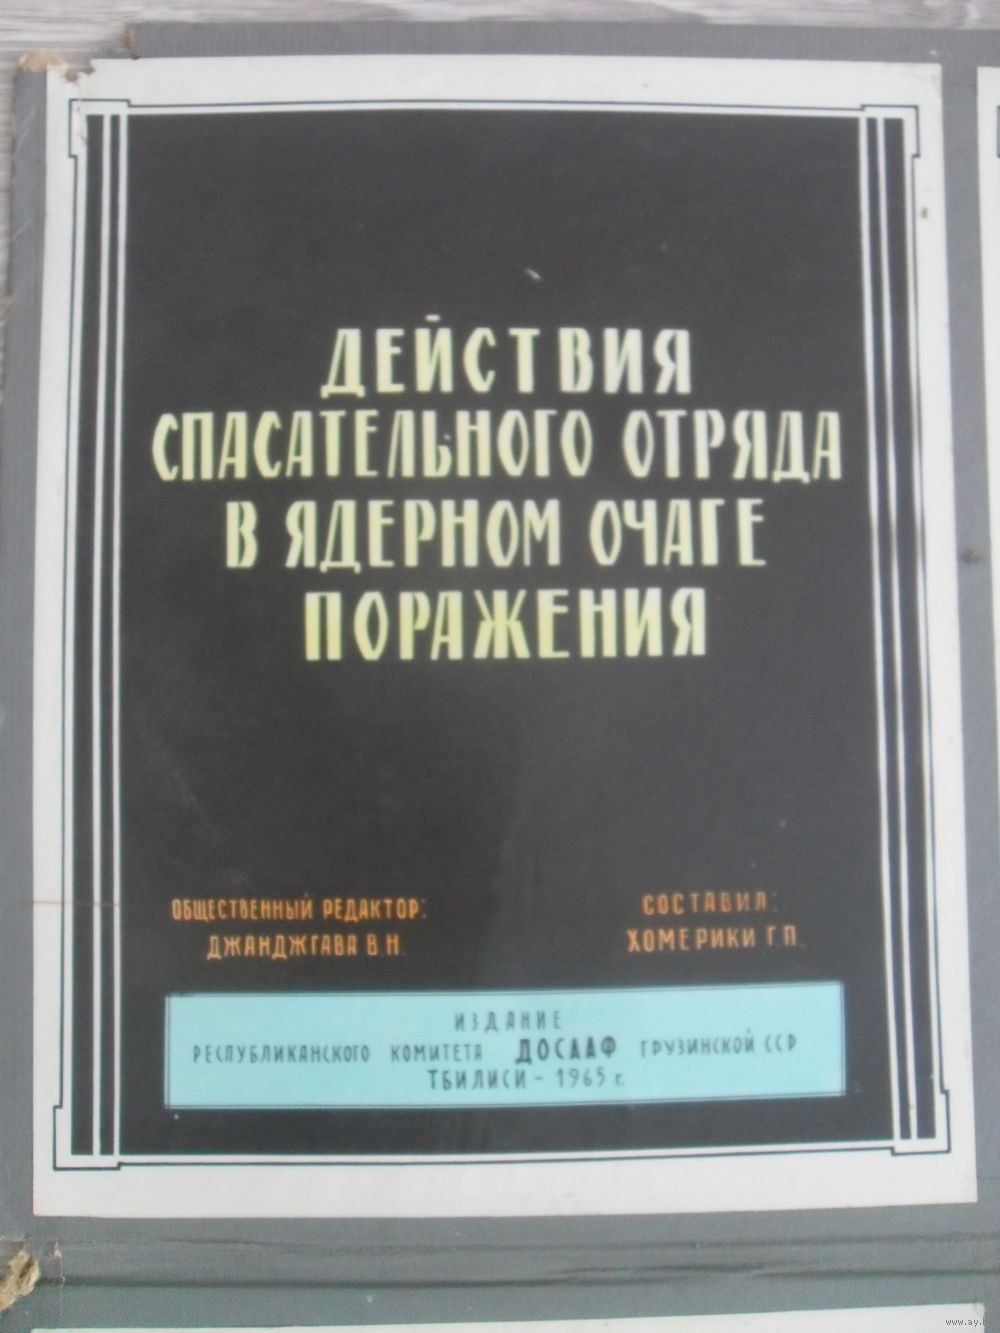 ДЕЙСТВИЯ
СПАСАТЕЛЬНОГО ОТРЯДА
В ЯДЕРНОМ ОЧАГЕ
ПОРАЖЕНИЯ
ОБЩЕСТВЕННЫЙ РЕДАКТОР:
ДЖАНДЖГАВА В.Н.
СОСТАВИЛ:
ХОМЕРИКИ Г.П.
ИЗДАНИЕ
РЕСПУБЛИКАНСКОГО КОМИТЕТА ДОСААФ ГРУЗИНСКОЙ ССР
ТБИЛИСИ - 1965 г.